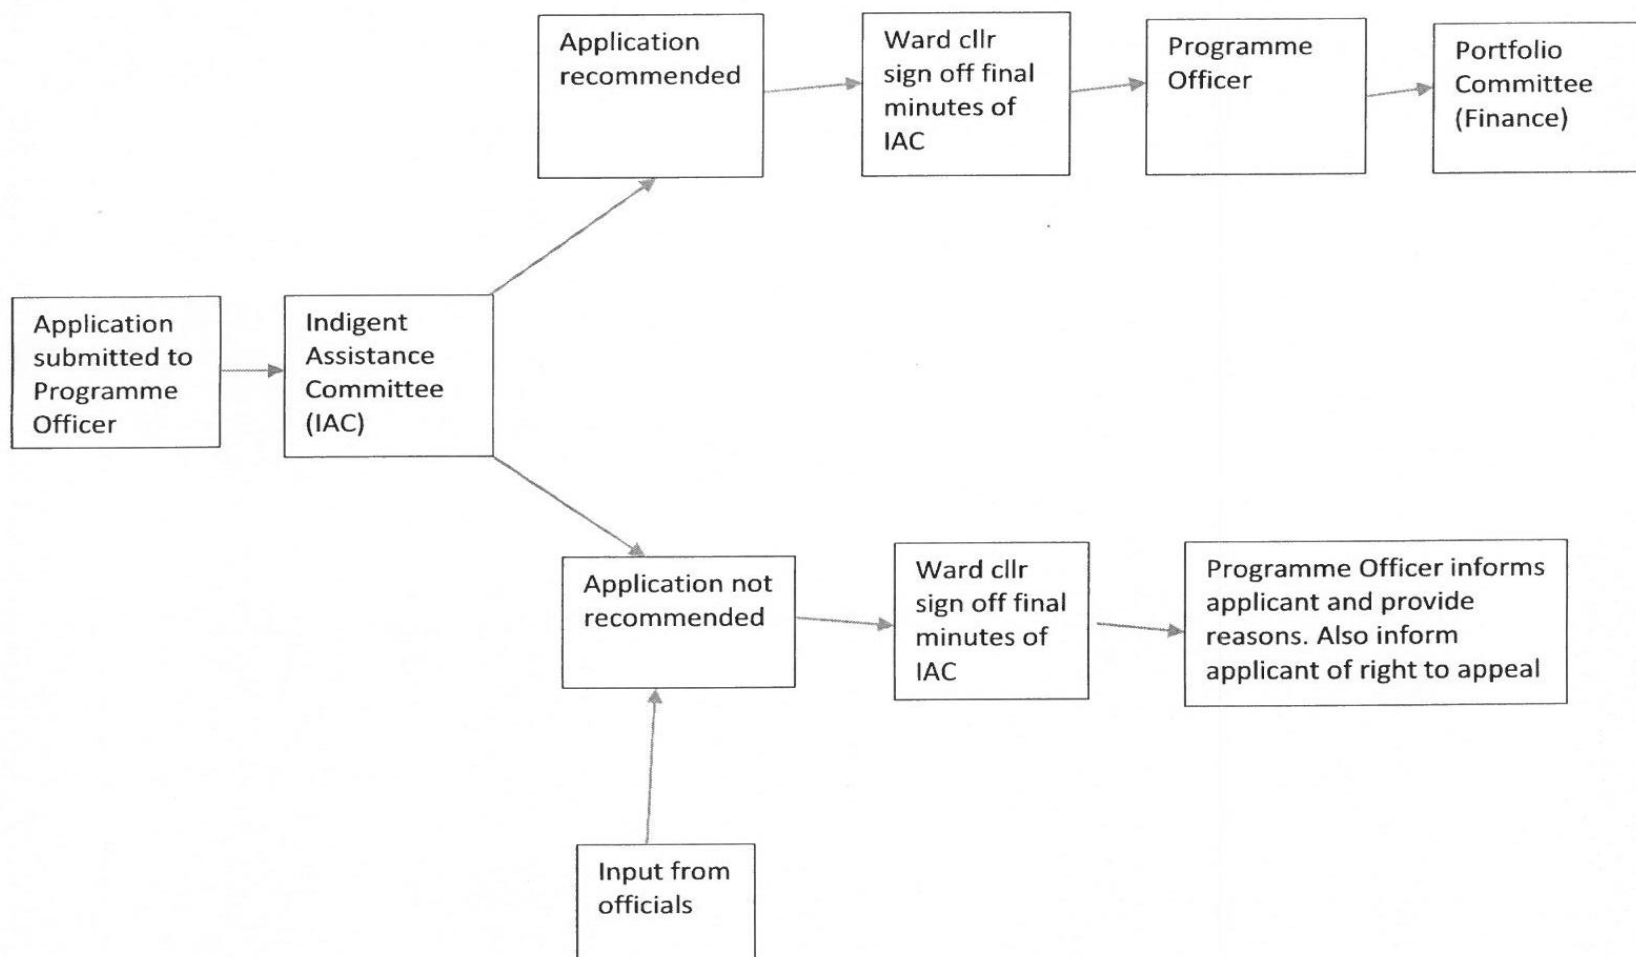 Application
recommended
Ward cllr
sign off final
minutes of
IAC
Programme
Officer
Portfolio
Committee
(Finance)
Application
submitted to
Programme
Officer
Indigent
Assistance
Committee
(IAC)
Application not
recommended
Ward cllr
sign off final
minutes of
IAC
Programme Officer informs
applicant and provide
reasons. Also inform
applicant of right to appeal
Input from
officials